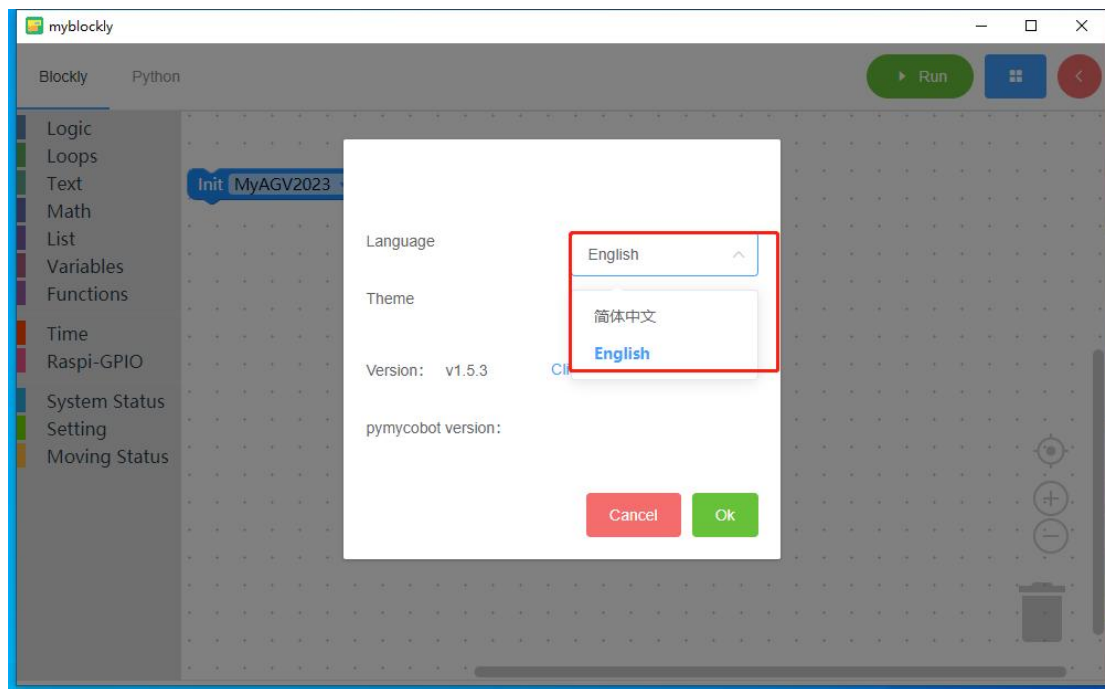 myblockly
Blockly Python
Run
Logic
Loops
Text
Math
List
Variables
Functions
Time
Raspi-GPIO
System Status
Setting
Moving Status
Init MyAGV2023
Language English
简体中文
English
Theme
Version: v1.5.3
pymycobot version:
Cancel Ok